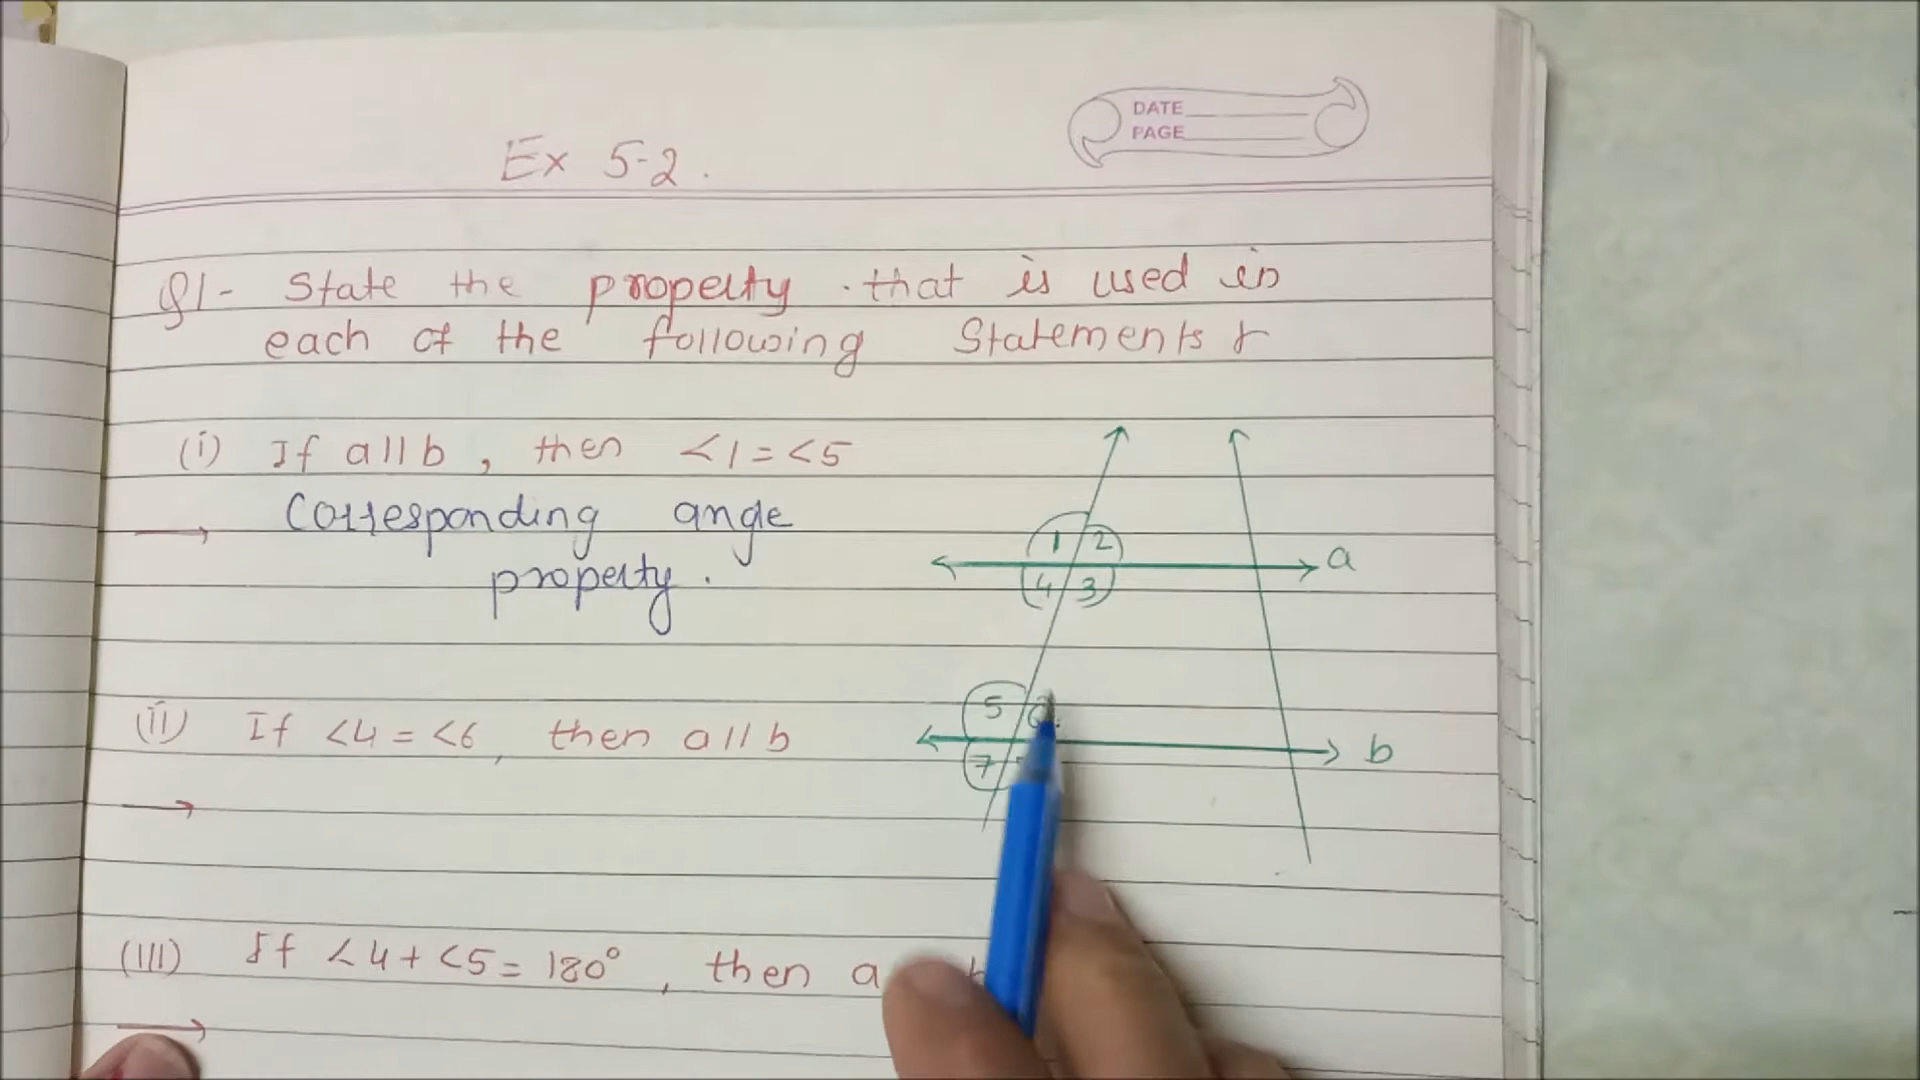 DATE
PAGE
Ex 5.2.
Q1- State the property that is used in
each of the following Statements :-
(i) If a || b, then <1 = <5
Corresponding ange
property.
(ii) If <4 = <6, then a || b
(III) If <4 + <5 = 180°, then a
1 2
4 3
a
5 6
7
b